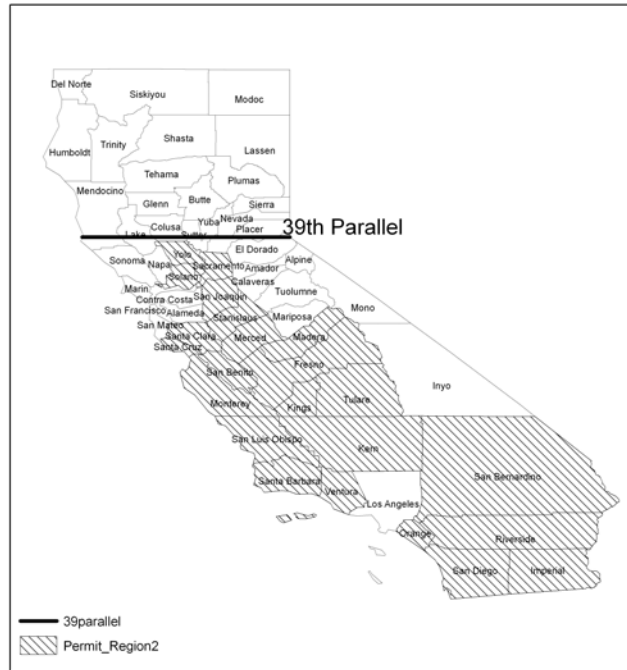 Del Norte
Siskiyou
Modoc
Humboldt
Trinity
Shasta
Lassen
Tehama
Plumas
Mendocino
Glenn
Butte
Sierra
Colusa
Yuba
Nevada
Lake
Sutter
Placer
39th Parallel
El Dorado
Sonoma
Napa
Yolo
Sacramento
Alpine
Solano
Amador
Marin
Calaveras
Contra Costa
San Joaquin
Tuolumne
San Francisco
Alameda
Stanislaus
Mariposa
Mono
San Mateo
Santa Clara
Merced
Madera
Santa Cruz
Fresno
San Benito
Inyo
Monterey
Kings
Tulare
San Luis Obispo
Kern
San Bernardino
Santa Barbara
Ventura
Los Angeles
Orange
Riverside
San Diego
Imperial
39parallel
Permit_Region2